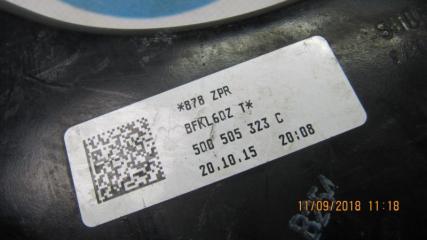 *878 ZPR
BFKL60Z T*
5Q0 505 323 C
20.10.15 20:08
11/09/2018 11:18